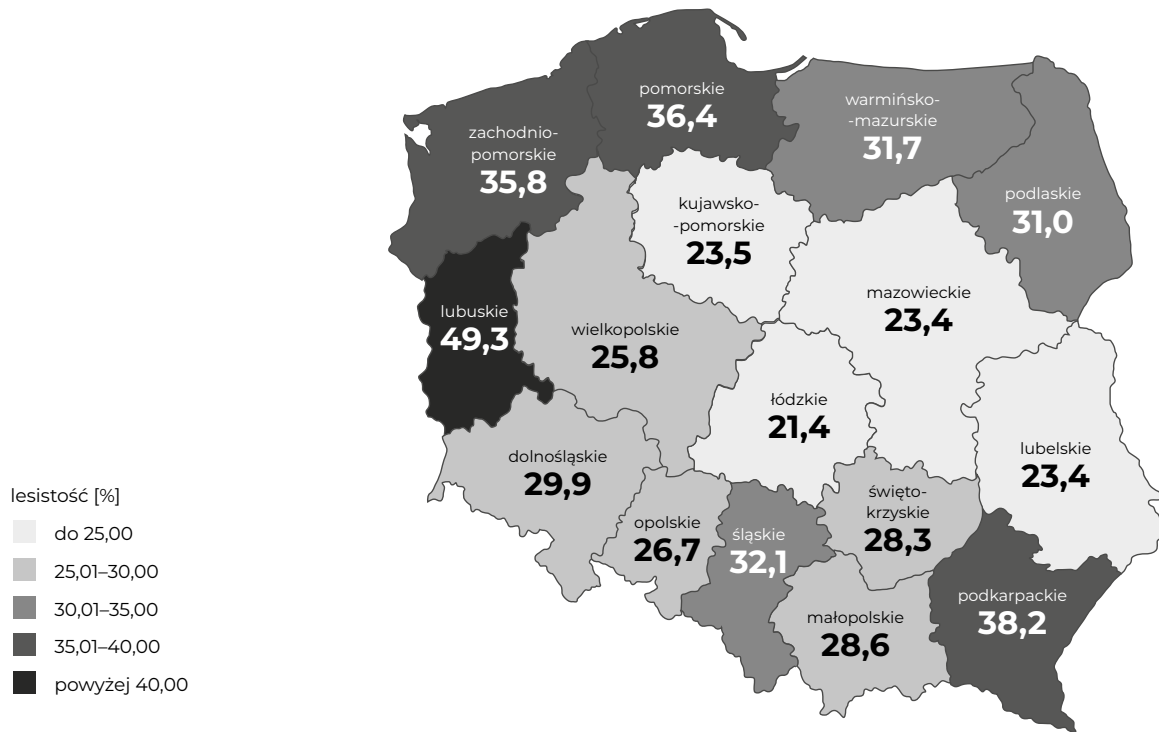 pomorskie
36,4
warmińsko-
-mazurskie
31,7
zachodnio-
pomorskie
35,8
podlaskie
31,0
kujawsko-
-pomorskie
23,5
mazowieckie
23,4
lubuskie
49,3
wielkopolskie
25,8
łódzkie
21,4
lubelskie
23,4
dolnośląskie
29,9
święto-
krzyskie
28,3
opolskie
26,7
śląskie
32,1
podkarpackie
38,2
małopolskie
28,6
lesistość [%]
do 25,00
25,01–30,00
30,01–35,00
35,01–40,00
powyżej 40,00